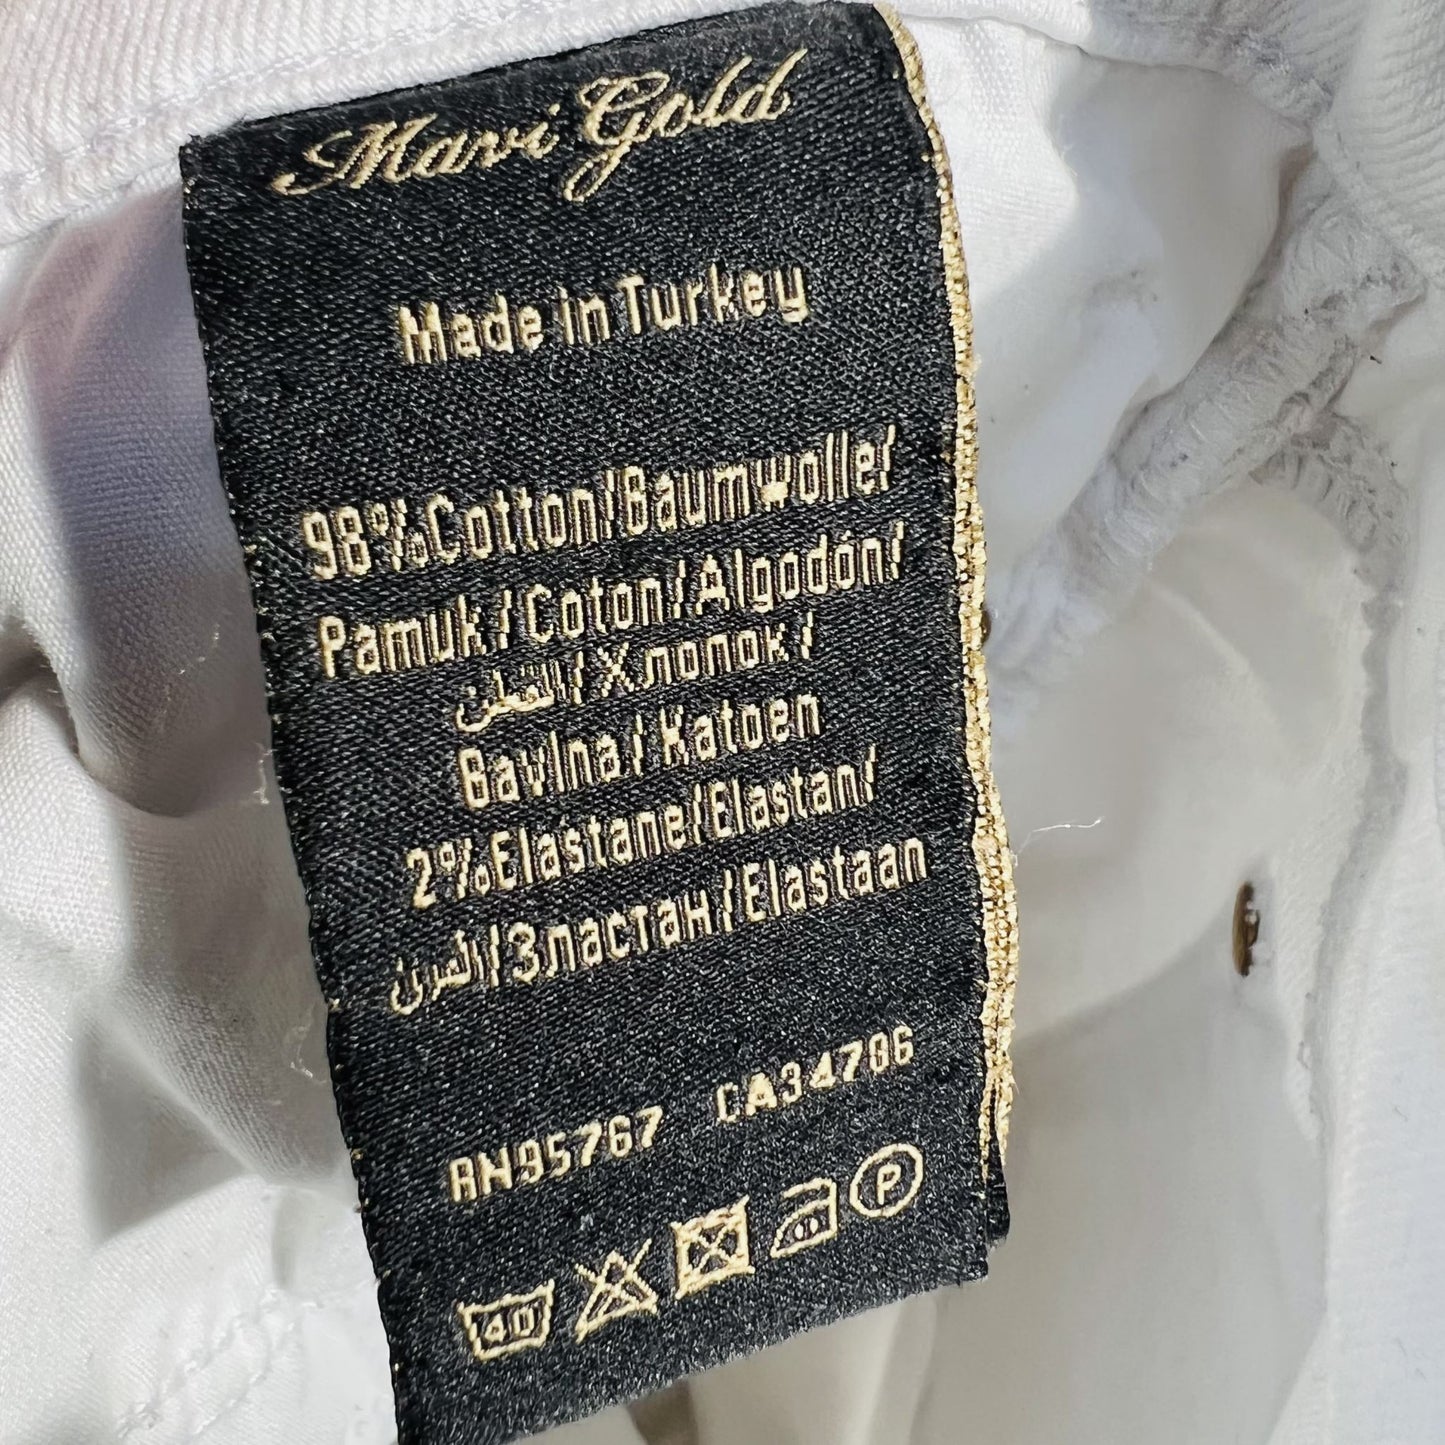 Mavi Gold
Made in Turkey
98%Cotton/Baumwolle/
Pamuk/Coton/Algodón/
القطن/Хлопок/
Bavlna/Katoen
2%Elastane/Elastan/
/Эластан/Elastaan
RN95767 CA34786
40 P